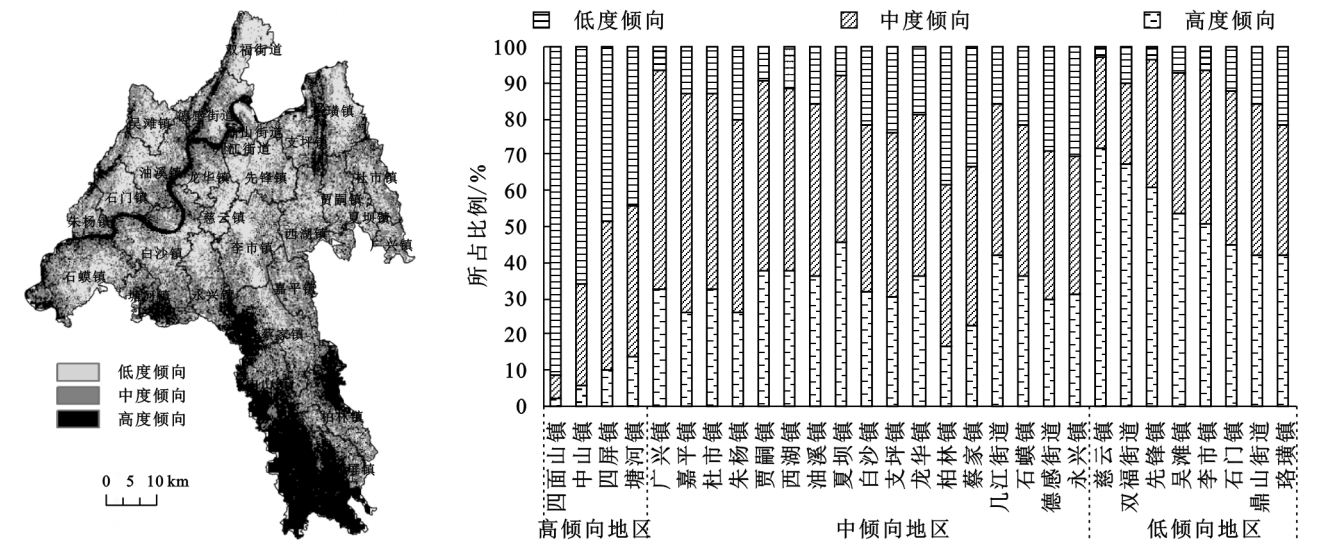 双福街道
吴滩镇
支坪镇
油溪镇
龙华镇
先锋镇
杜市镇
石门镇
贾嗣镇
朱杨镇
慈云镇
夏坝镇
白沙镇
李市镇
西湖镇
石蟆镇
嘉平镇
柏林镇
低度倾向
中度倾向
高度倾向
0 5 10 km
低度倾向 中度倾向 高度倾向
所占比例/%
100
90
80
70
60
50
40
30
20
10
0
四面山镇
中山镇
四屏镇
塘河镇
广兴镇
嘉平镇
杜市镇
朱杨镇
贾嗣镇
西湖镇
油溪镇
夏坝镇
白沙镇
支坪镇
龙华镇
柏林镇
蔡家镇
几江街道
石蟆镇
德感街道
永兴镇
慈云镇
双福街道
先锋镇
吴滩镇
李市镇
石门镇
鼎山街道
珞璜镇
高倾向地区 中倾向地区 低倾向地区